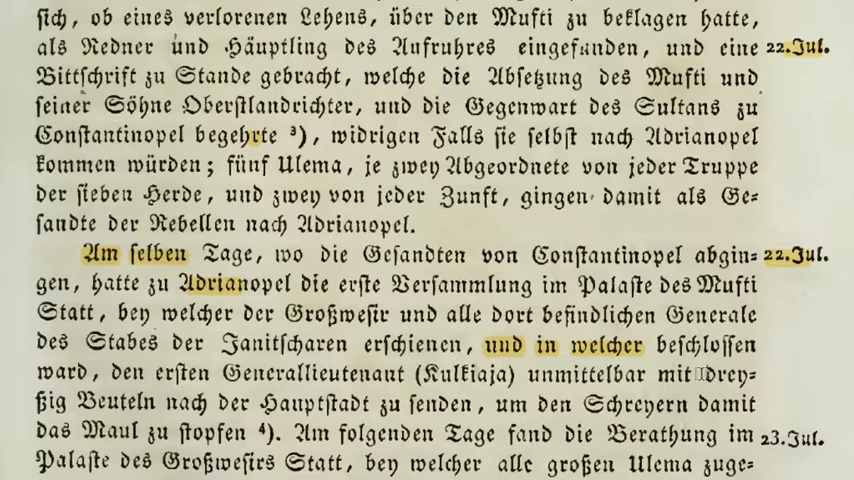 sich, ob eines verlorenen Lehens, über den Mufti zu beklagen hatte,
als Redner und Häuptling des Aufruhres eingefunden, und eine 22. Jul.
Bittschrift zu Stande gebracht, welche die Absetzung des Mufti und
seiner Söhne Oberstlandrichter, und die Gegenwart des Sultans zu
Constantinopel begehrte ³), widrigen Falls sie selbst nach Adrianopel
kommen würden; fünf Ulema, je zwey Abgeordnete von jeder Truppe
der sieben Herde, und zwey von jeder Zunft, gingen damit als Ge=
sandte der Rebellen nach Adrianopel.
Am selben Tage, wo die Gesandten von Constantinopel abgin= 22. Jul.
gen, hatte zu Adrianopel die erste Versammlung im Palaste des Mufti
Statt, bey welcher der Großwesir und alle dort befindlichen Generale
des Stabes der Janitscharen erschienen, und in welcher beschlossen
ward, den ersten Generallieutenant (Kulkiaja) unmittelbar mit drey=
ßig Beuteln nach der Hauptstadt zu senden, um den Schreyern damit
das Maul zu stopfen ⁴). Am folgenden Tage fand die Berathung im 23. Jul.
Palaste des Großwesirs Statt, bey welcher alle großen Ulema zuge=